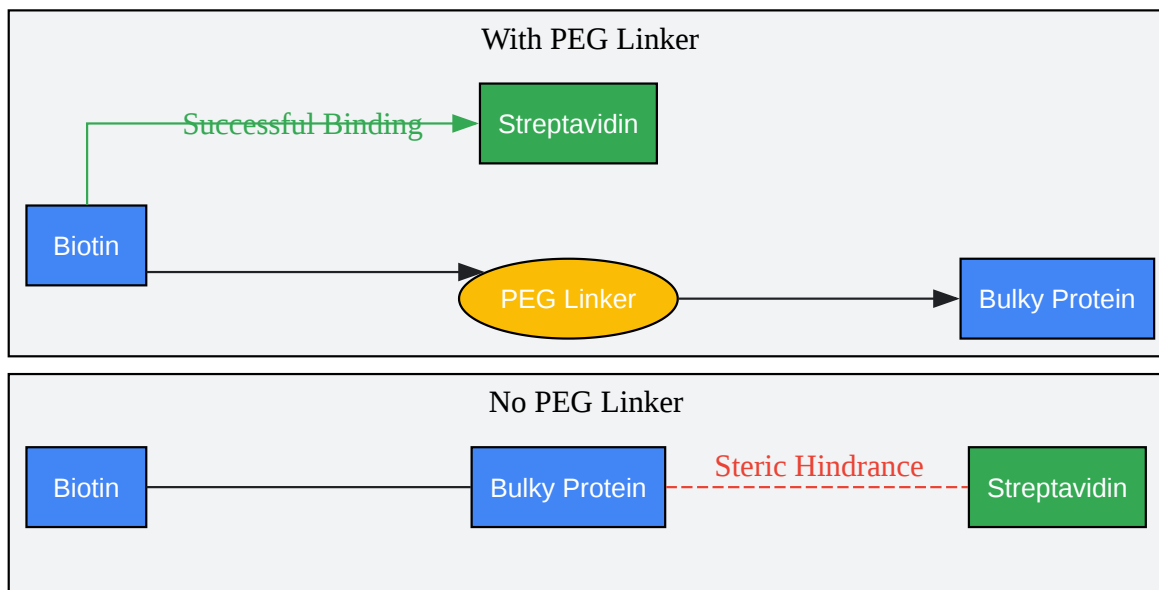 With PEG Linker
Successful Binding
Streptavidin
Biotin
PEG Linker
Bulky Protein
No PEG Linker
Biotin
Bulky Protein
Steric Hindrance
Streptavidin